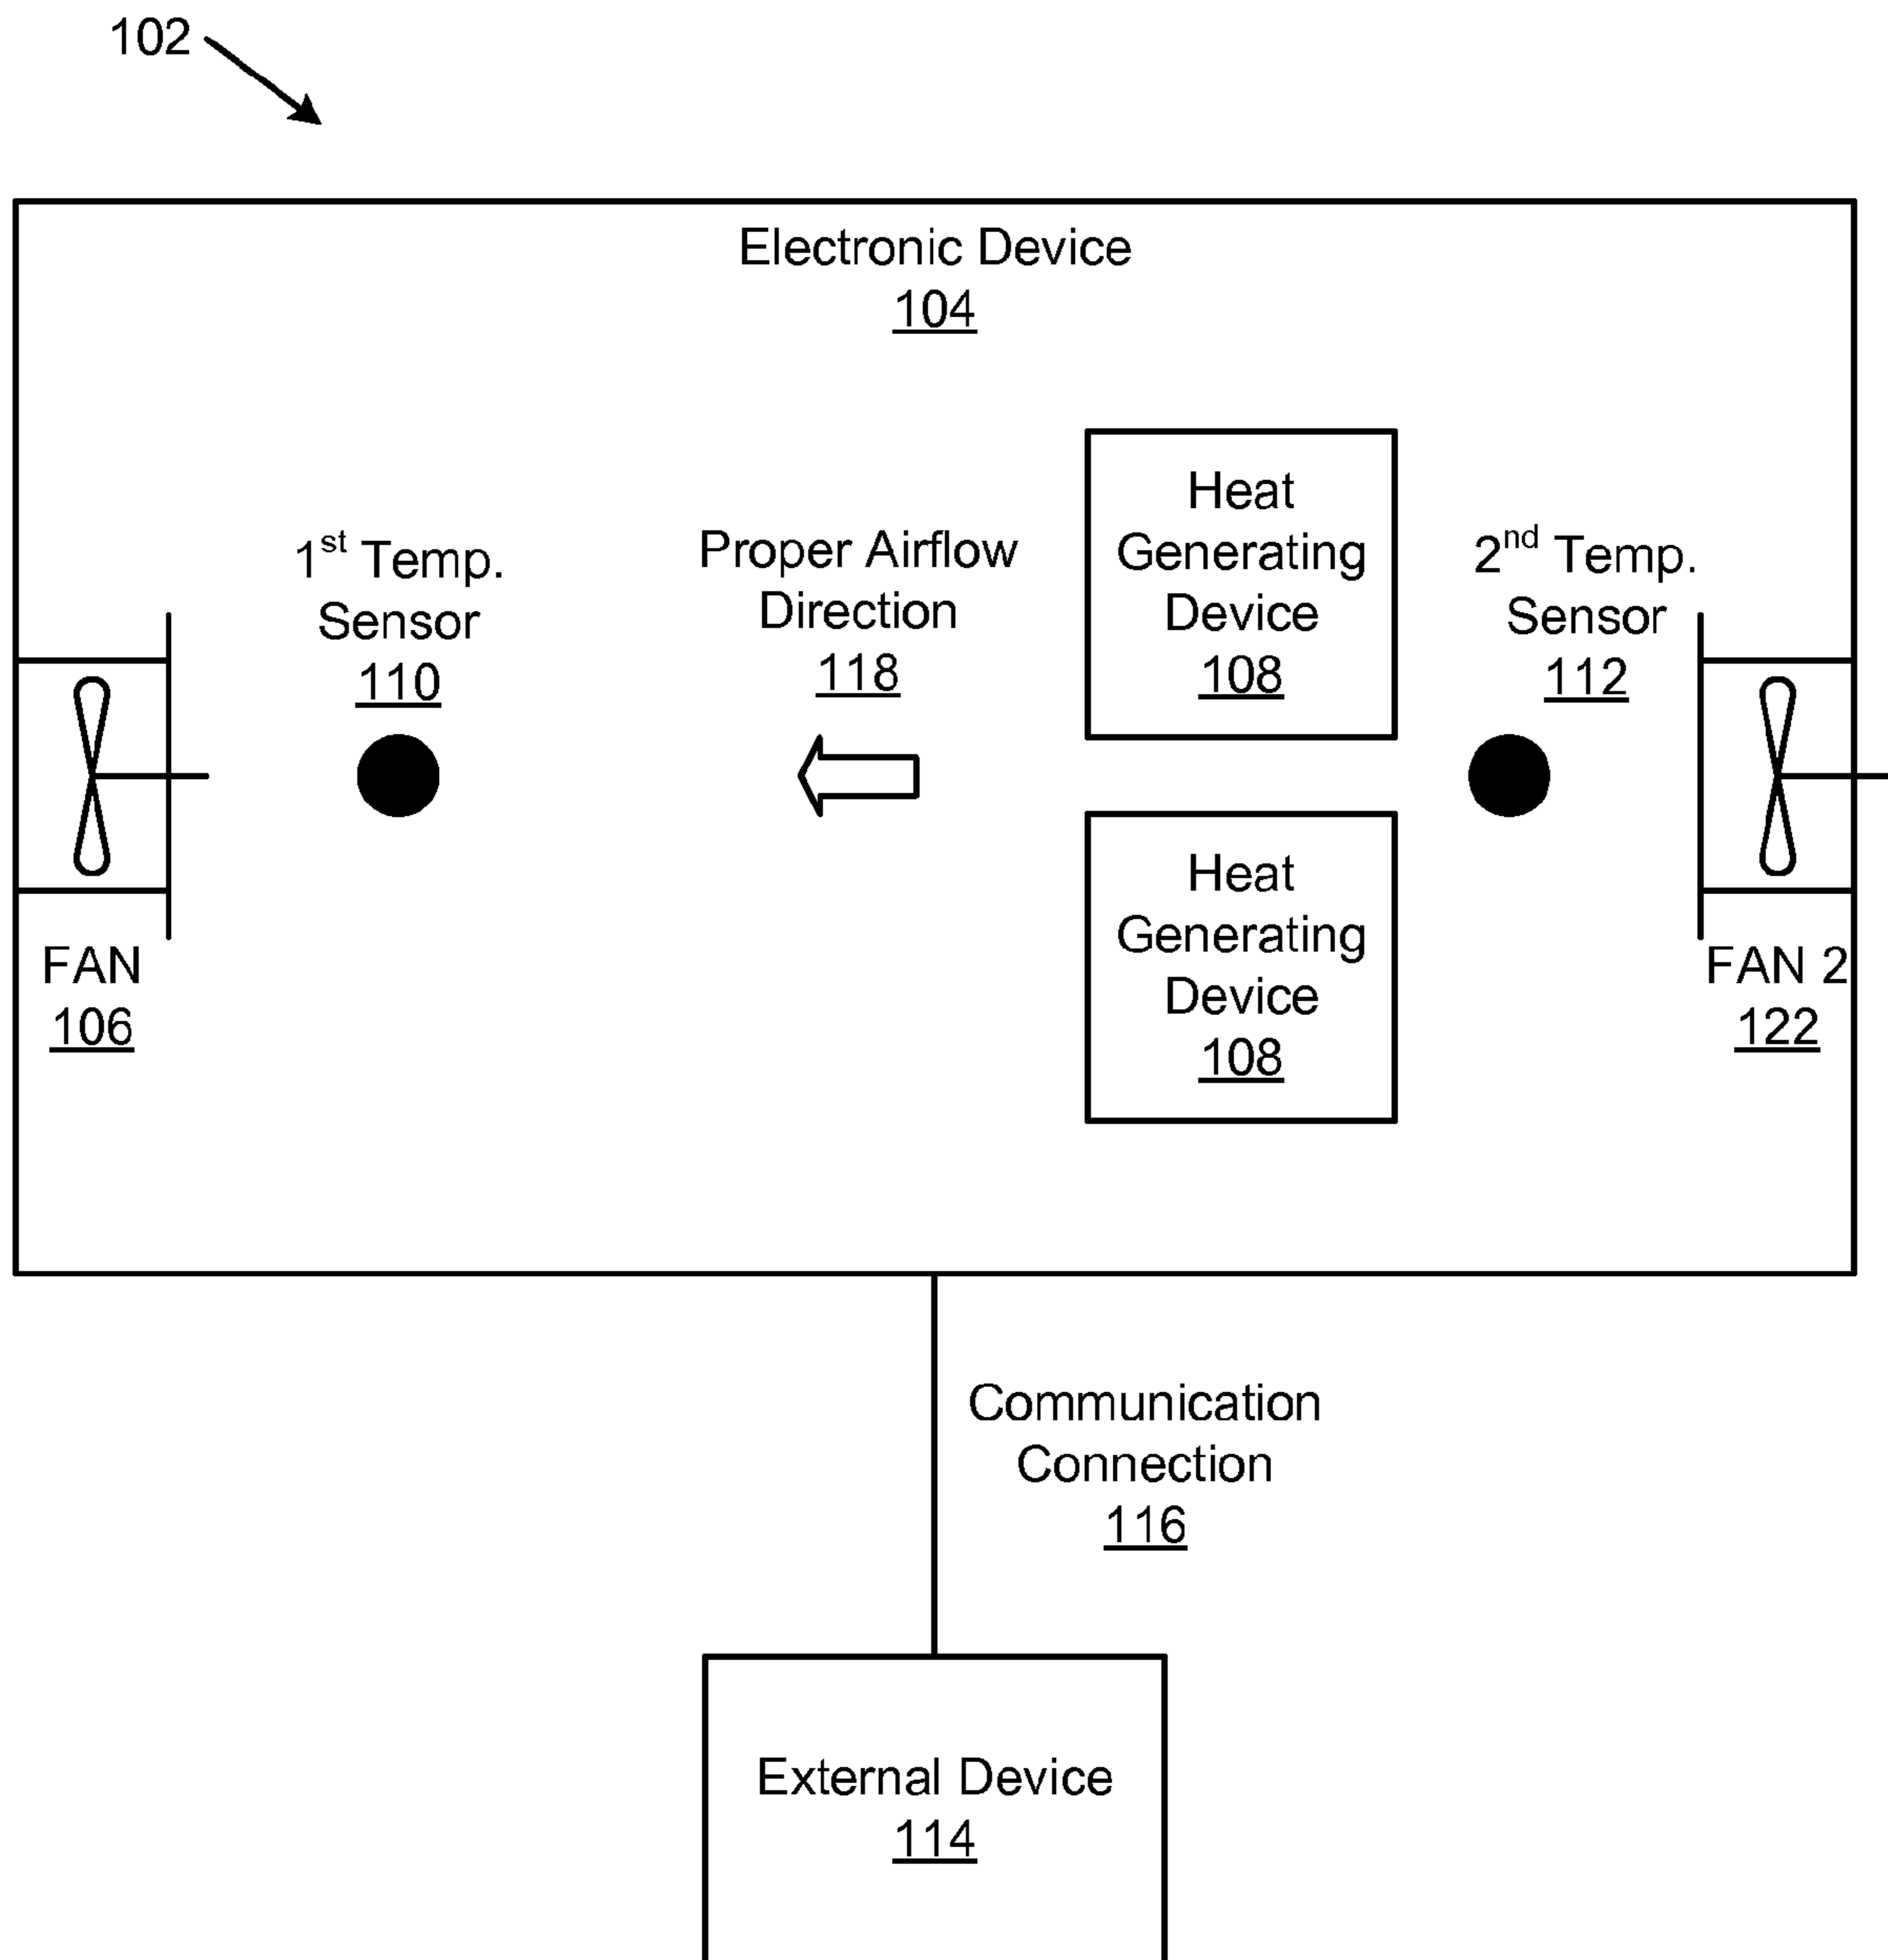 102
Electronic Device
104
1st Temp.
Sensor
110
Proper Airflow
Direction
118
Heat
Generating
Device
108
2nd Temp.
Sensor
112
Heat
Generating
Device
108
FAN
106
FAN 2
122
Communication
Connection
116
External Device
114